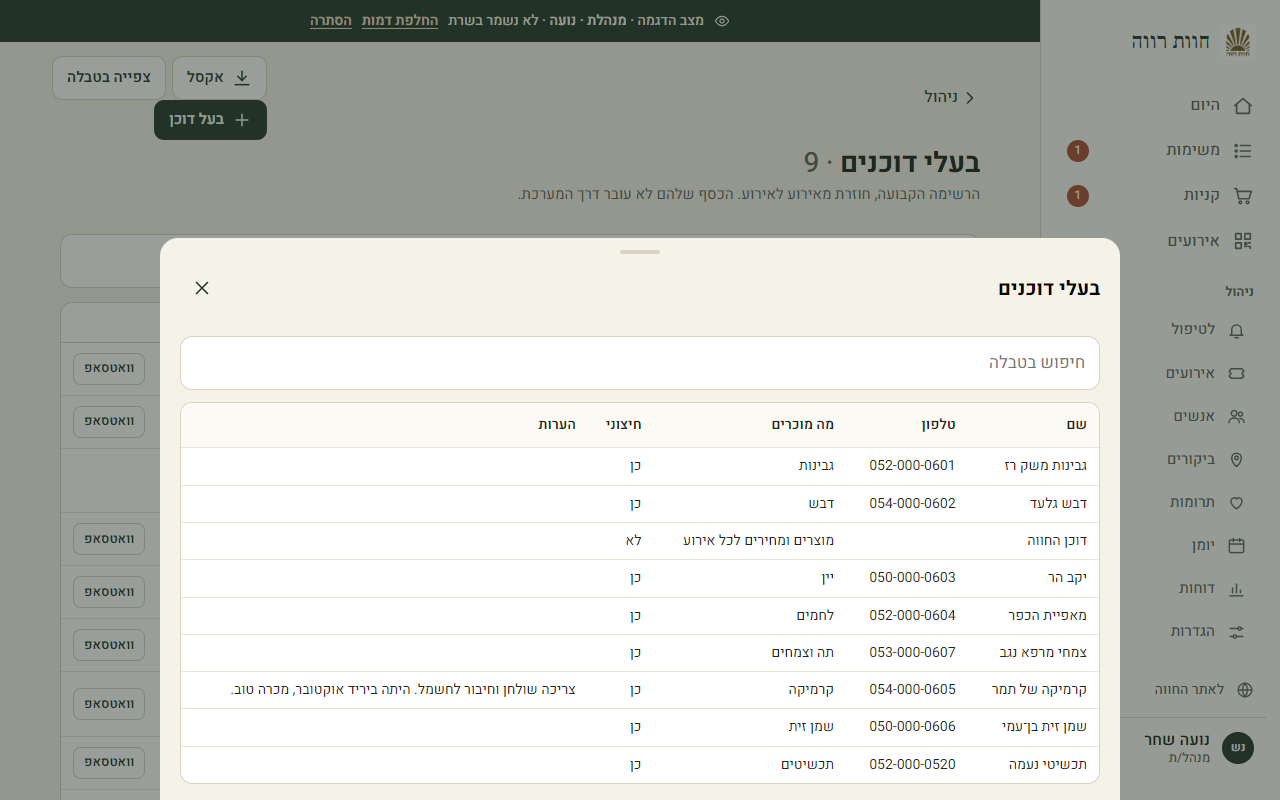 מצב הדגמה · מנהלת · נועה · לא נשמר בשרת החלפת דמות הסתרה
חוות רווה
היום
משימות 1
קניות 1
אירועים
ניהול
לטיפול
אירועים
אנשים
ביקורים
תרומות
יומן
דוחות
הגדרות
לאתר החווה
נש נועה שחר
מנהל/ת
ניהול
אקסל צפייה בטבלה
בעל דוכן
בעלי דוכנים · 9
הרשימה הקבועה, חוזרת מאירוע לאירוע. הכסף שלהם לא עובר דרך המערכת.
וואטסאפ
וואטסאפ
וואטסאפ
וואטסאפ
וואטסאפ
וואטסאפ
וואטסאפ
בעלי דוכנים
חיפוש בטבלה
שם טלפון מה מוכרים חיצוני הערות
גבינות משק רז 052-000-0601 גבינות כן
דבש גלעד 054-000-0602 דבש כן
דוכן החווה מוצרים ומחירים לכל אירוע לא
יקב הר 050-000-0603 יין כן
מאפיית הכפר 052-000-0604 לחמים כן
צמחי מרפא נגב 053-000-0607 תה וצמחים כן
קרמיקה של תמר 054-000-0605 קרמיקה כן צריכה שולחן וחיבור לחשמל. היתה ביריד אוקטובר, מכרה טוב.
שמן זית בן־עמי 050-000-0606 שמן זית כן
תכשיטי נעמה 052-000-0520 תכשיטים כן